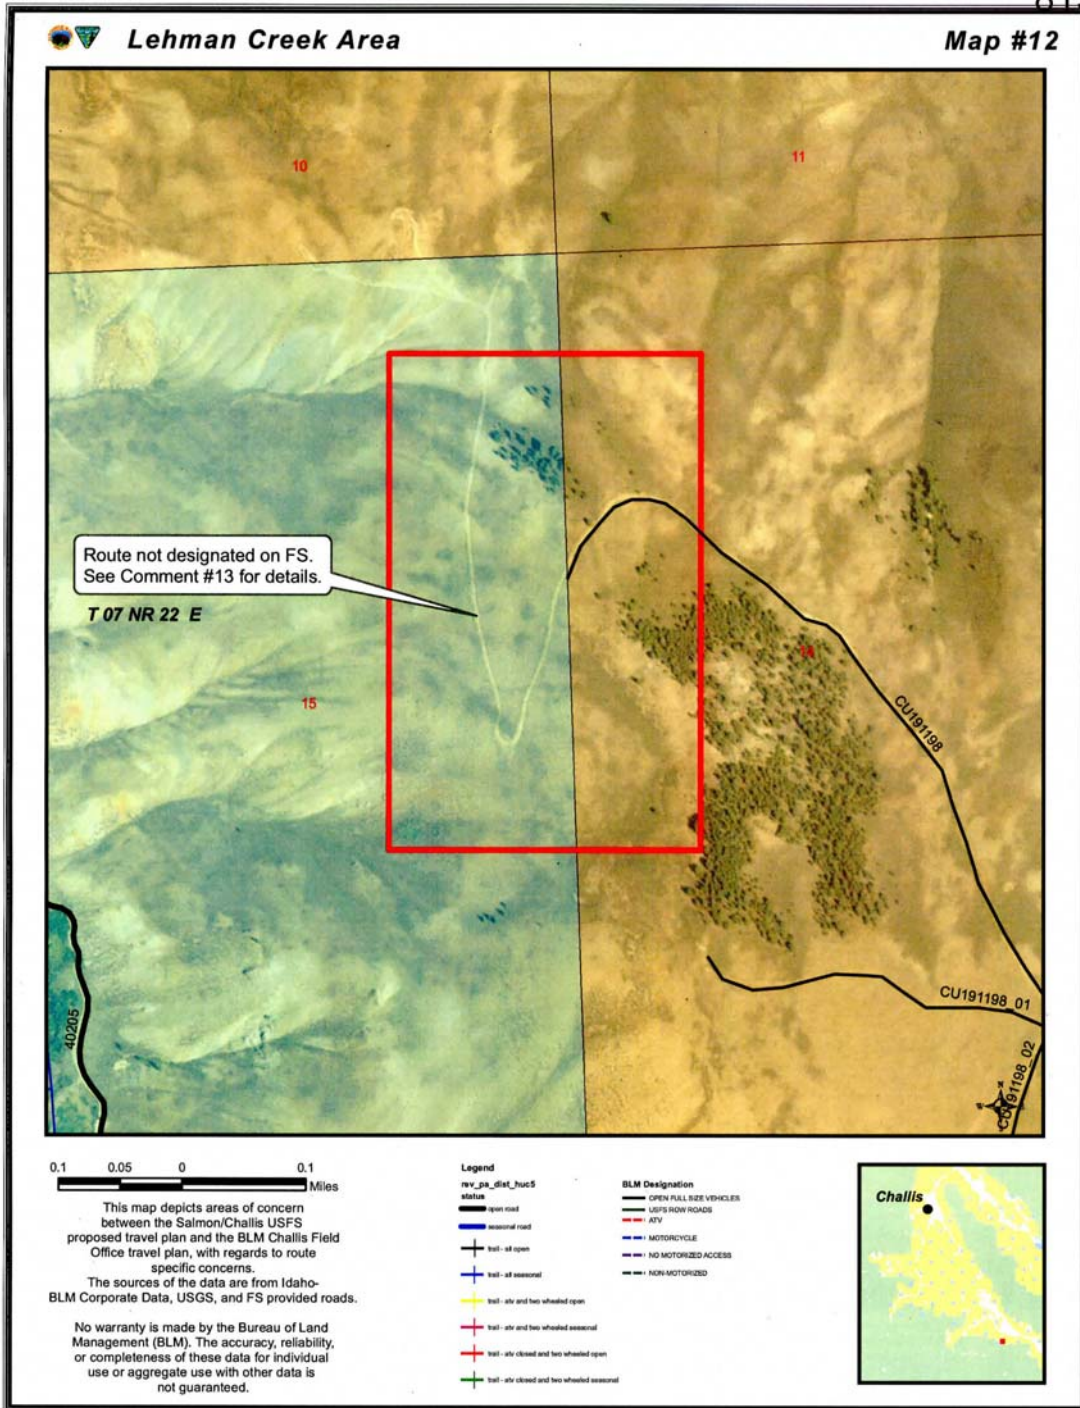 Lehman Creek Area
Map #12
10
11
Route not designated on FS.
See Comment #13 for details.
T 07 NR 22 E
15
14
CU191198
CU191198_01
CU191198_02
40205
0.1 0.05 0 0.1
Miles
This map depicts areas of concern
between the Salmon/Challis USFS
proposed travel plan and the BLM Challis Field
Office travel plan, with regards to route
specific concerns.
The sources of the data are from Idaho-
BLM Corporate Data, USGS, and FS provided roads.
No warranty is made by the Bureau of Land
Management (BLM). The accuracy, reliability,
or completeness of these data for individual
use or aggregate use with other data is
not guaranteed.
Legend
rev_pa_dist_huc5
status
open road
seasonal road
trail - all open
trail - all seasonal
trail - atv and two wheeled open
trail - atv and two wheeled seasonal
trail - atv closed and two wheeled open
trail - atv closed and two wheeled seasonal
BLM Designation
OPEN FULL SIZE VEHICLES
USFS ROW ROADS
ATV
MOTORCYCLE
NO MOTORIZED ACCESS
NON-MOTORIZED
Challis